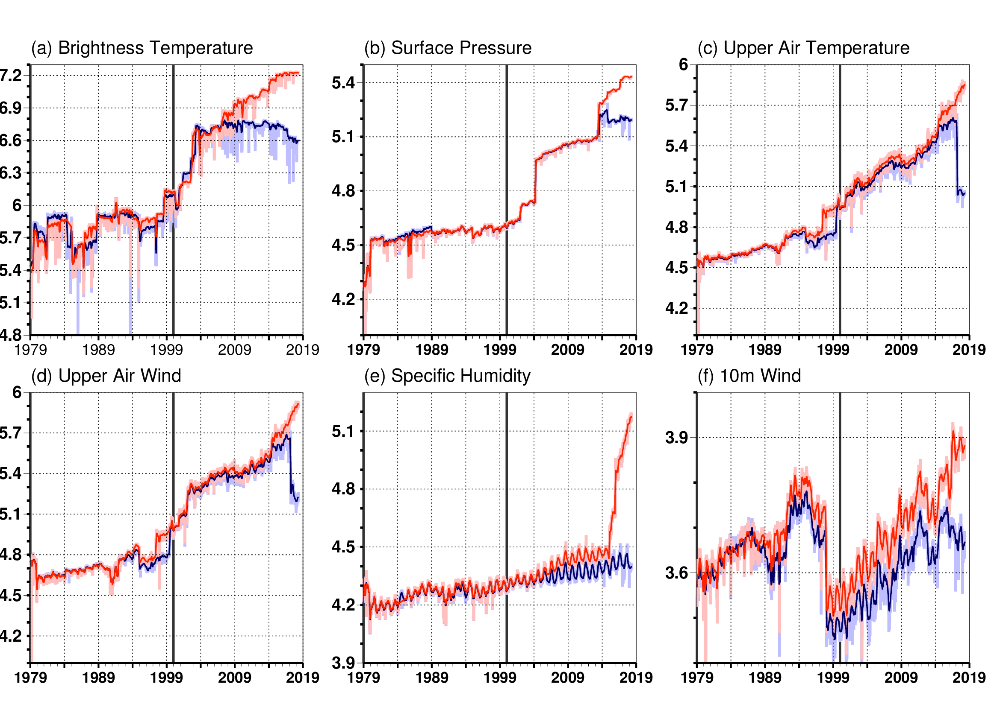 (a) Brightness Temperature
7.2
6.9
6.6
6.3
6
5.7
5.4
5.1
4.8
1979 1989 1999 2009 2019
(b) Surface Pressure
5.4
5.1
4.8
4.5
4.2
1979 1989 1999 2009 2019
(c) Upper Air Temperature
6
5.7
5.4
5.1
4.8
4.5
4.2
1979 1989 1999 2009 2019
(d) Upper Air Wind
6
5.7
5.4
5.1
4.8
4.5
4.2
1979 1989 1999 2009 2019
(e) Specific Humidity
5.1
4.8
4.5
4.2
3.9
1979 1989 1999 2009 2019
(f) 10m Wind
3.9
3.6
1979 1989 1999 2009 2019